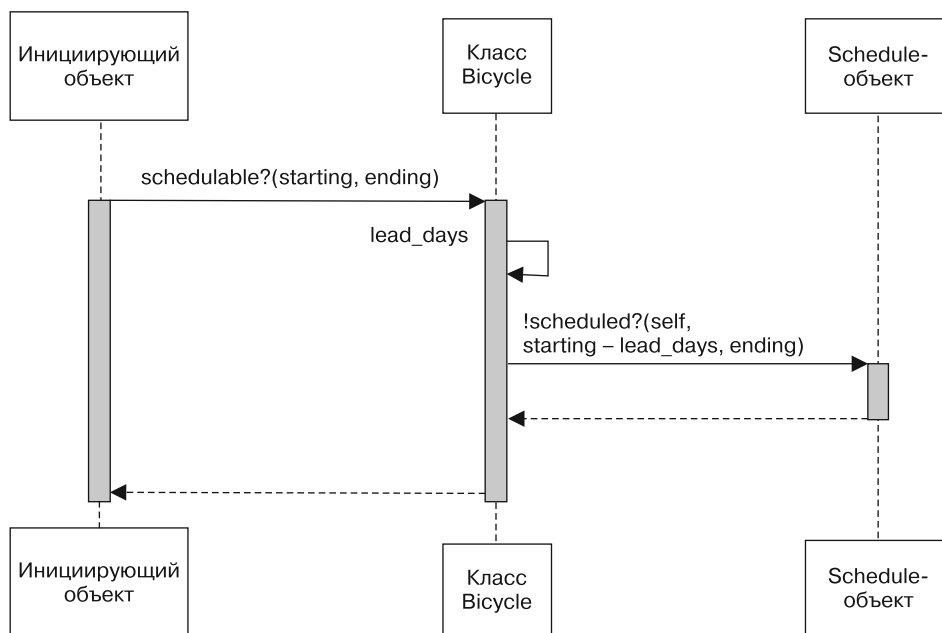 Инициирующий
объект
Класс
Bicycle
Schedule-
объект
schedulable?(starting, ending)
lead_days
!scheduled?(self,
starting – lead_days, ending)
Инициирующий
объект
Класс
Bicycle
Schedule-
объект